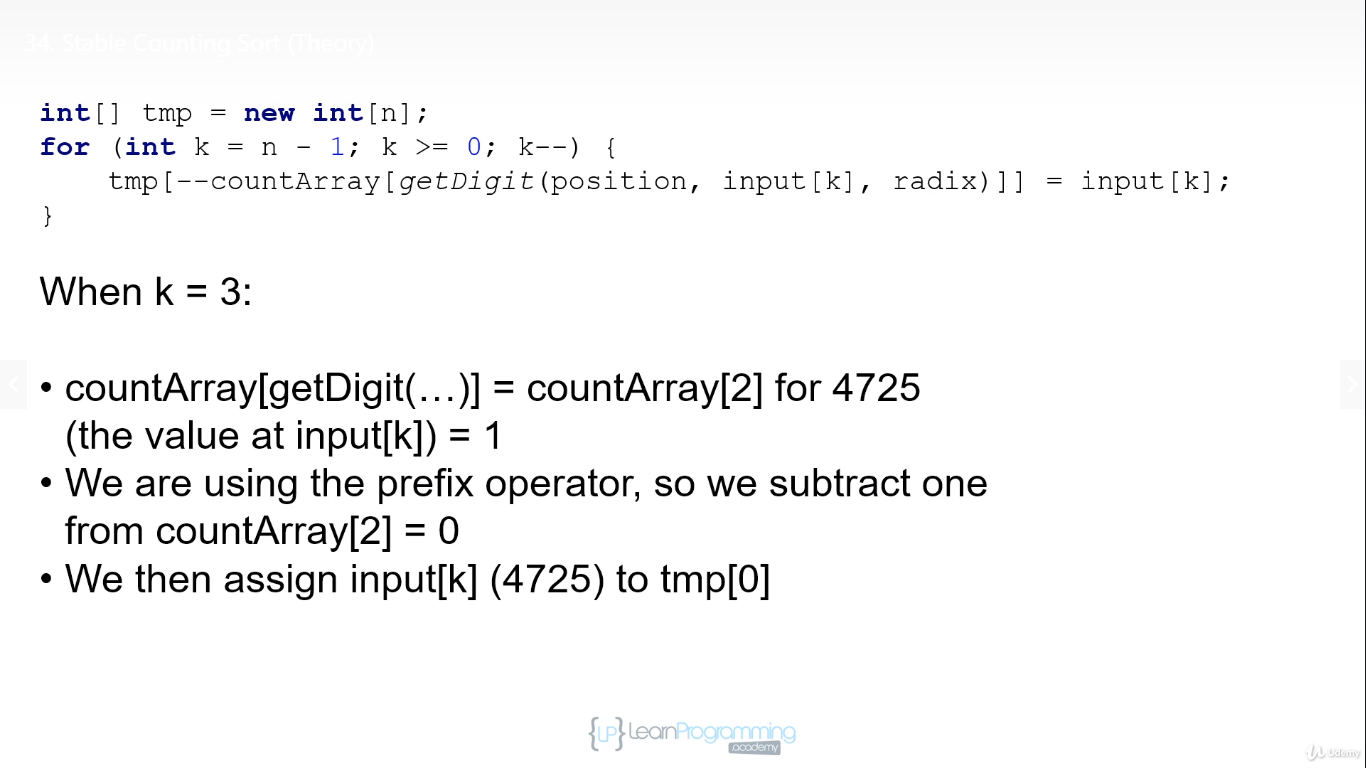 34. Stable Counting Sort (Theory)
int[] tmp = new int[n];
for (int k = n - 1; k >= 0; k--) {
tmp[--countArray[getDigit(position, input[k], radix)]] = input[k];
}
When k = 3:
• countArray[getDigit(…)] = countArray[2] for 4725
(the value at input[k]) = 1
• We are using the prefix operator, so we subtract one
from countArray[2] = 0
• We then assign input[k] (4725) to tmp[0]
{LP} LearnProgramming
.academy
Udemy